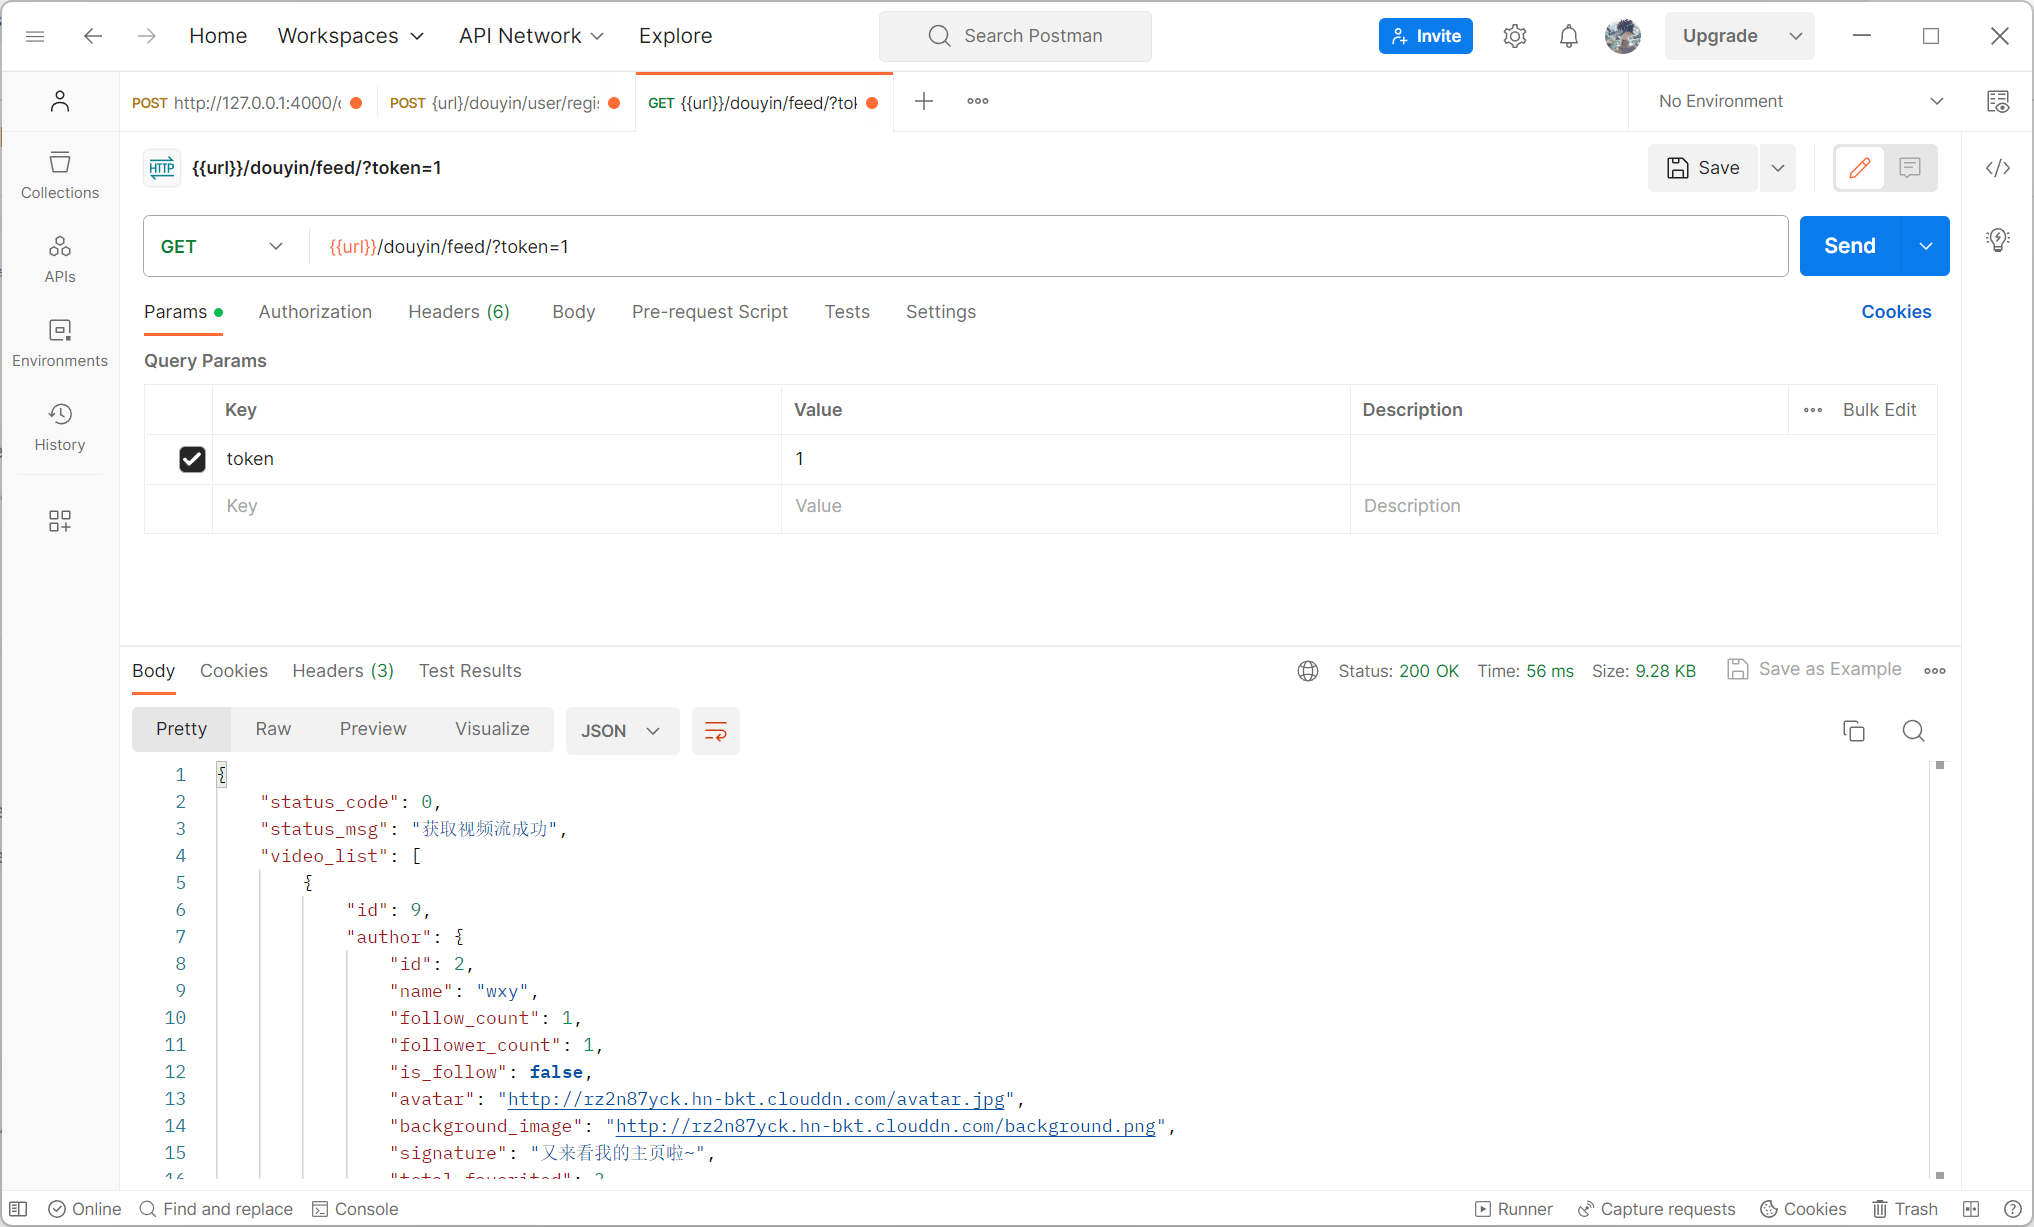 Home Workspaces API Network Explore Search Postman Invite Upgrade
POST http://127.0.0.1:4000/ POST {url}/douyin/user/regi GET {{url}}/douyin/feed/?tok No Environment
HTTP {{url}}/douyin/feed/?token=1 Save
Collections
GET {{url}}/douyin/feed/?token=1 Send
APIs
Params Authorization Headers (6) Body Pre-request Script Tests Settings Cookies
Environments
Query Params
Key Value Description Bulk Edit
History
token 1
Key Value Description
Body Cookies Headers (3) Test Results Status: 200 OK Time: 56 ms Size: 9.28 KB Save as Example
Pretty Raw Preview Visualize JSON
1 {
2 "status_code": 0,
3 "status_msg": "获取视频流成功",
4 "video_list": [
5 {
6 "id": 9,
7 "author": {
8 "id": 2,
9 "name": "wxy",
10 "follow_count": 1,
11 "follower_count": 1,
12 "is_follow": false,
13 "avatar": "http://rz2n87yck.hn-bkt.clouddn.com/avatar.jpg",
14 "background_image": "http://rz2n87yck.hn-bkt.clouddn.com/background.png",
15 "signature": "又来看我的主页啦~",
Online Find and replace Console Runner Capture requests Cookies Trash